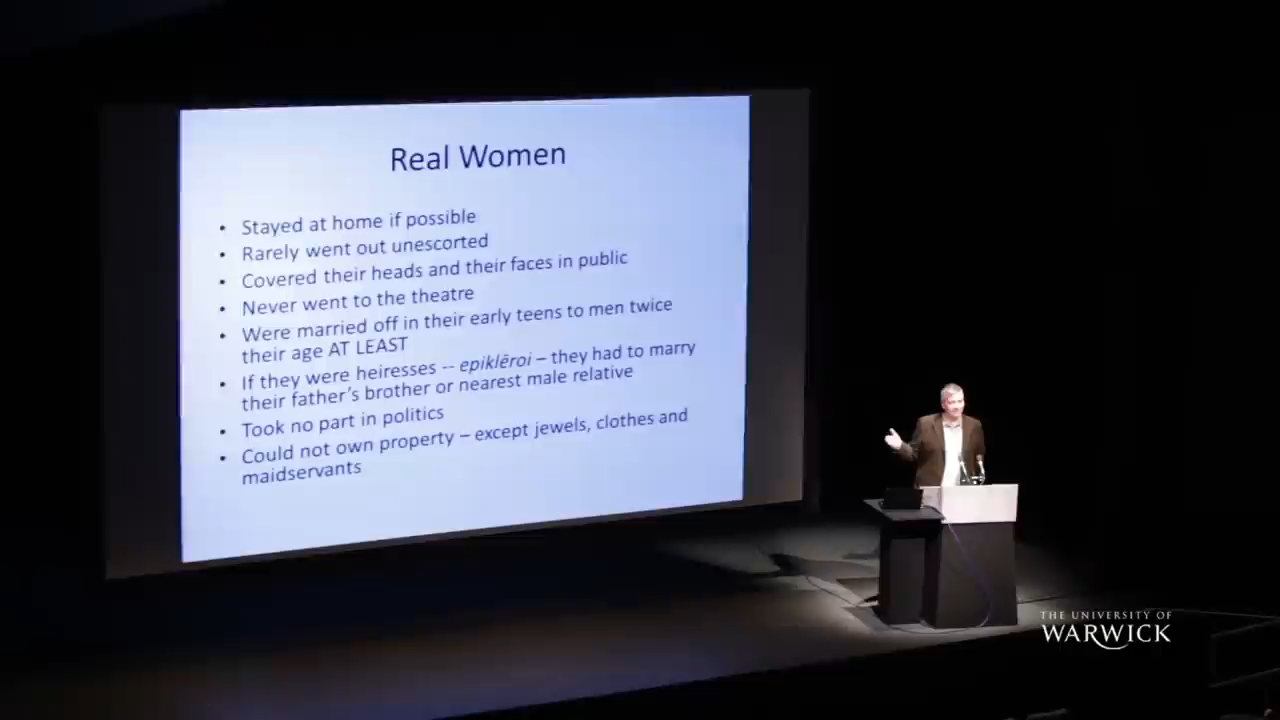 Real Women
• Stayed at home if possible
• Rarely went out unescorted
• Covered their heads and their faces in public
• Never went to the theatre
• Were married off in their early teens to men twice
their age AT LEAST
• If they were heiresses -- epiklēroi – they had to marry
their father's brother or nearest male relative
• Took no part in politics
• Could not own property – except jewels, clothes and
maidservants
THE UNIVERSITY OF
WARWICK